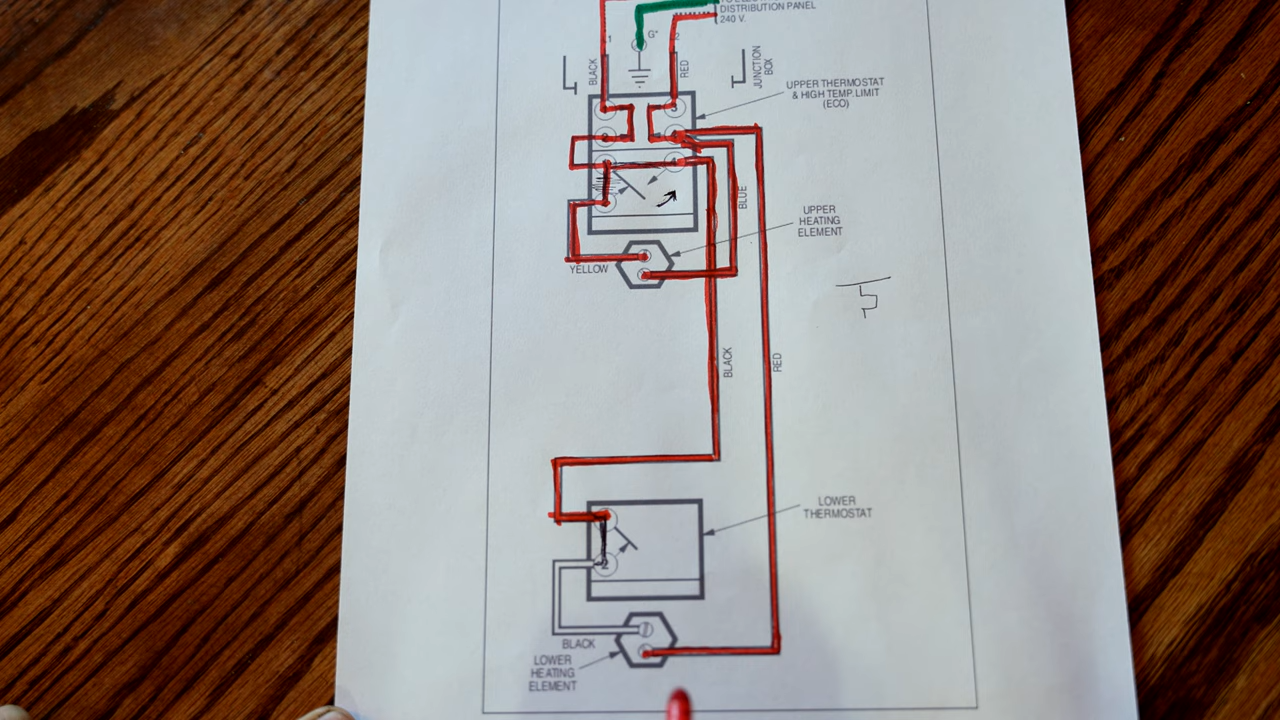 DISTRIBUTION PANEL
240 V.
1
G*
2
BLACK
RED
JUNCTION
BOX
UPPER THERMOSTAT
& HIGH TEMP. LIMIT
(ECO)
BLUE
UPPER
HEATING
ELEMENT
YELLOW
BLACK
RED
LOWER
THERMOSTAT
2
BLACK
LOWER
HEATING
ELEMENT